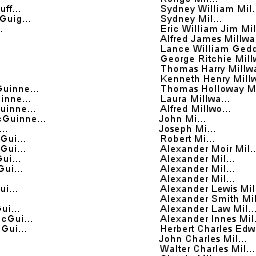 uff... Sydney William Mil.
Guig... Sydney Mil...
. Eric William Jim Mil
Alfred James Millwa
Lance William Gedd
George Ritchie Millw
Thomas Harry Millwa
Kenneth Henry Millw
Guinne... Thomas Holloway M
inne... Laura Millwa...
uinne... Alfred Millwo...
cGuinne... John Mi...
... Joseph Mi...
Gui... Robert Mi...
Gui... Alexander Moir Mil...
ui... Alexander Mil...
Gui... Alexander Mil...
Alexander Mil...
ui... Alexander Lewis Mil
Alexander Smith Mil
ui... Alexander Law Mil...
cGui... Alexander Innes Mil.
Gui... Herbert Charles Edw
John Charles Mil...
Walter Charles Mil...